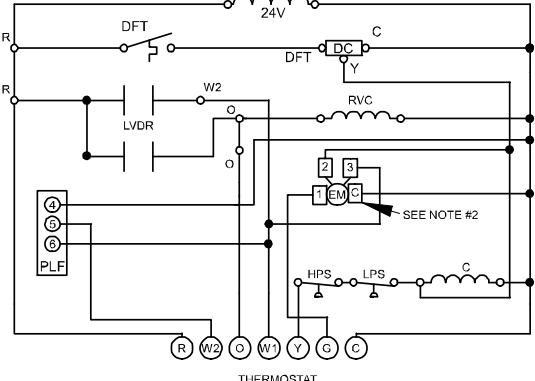 24V
R
DFT
DFT
DC
C
Y
R
W2
LVDR
O
RVC
O
2
3
1
EM
C
SEE NOTE #2
4
5
6
PLF
HPS
LPS
C
R
W2
O
W1
Y
G
C
THERMOSTAT